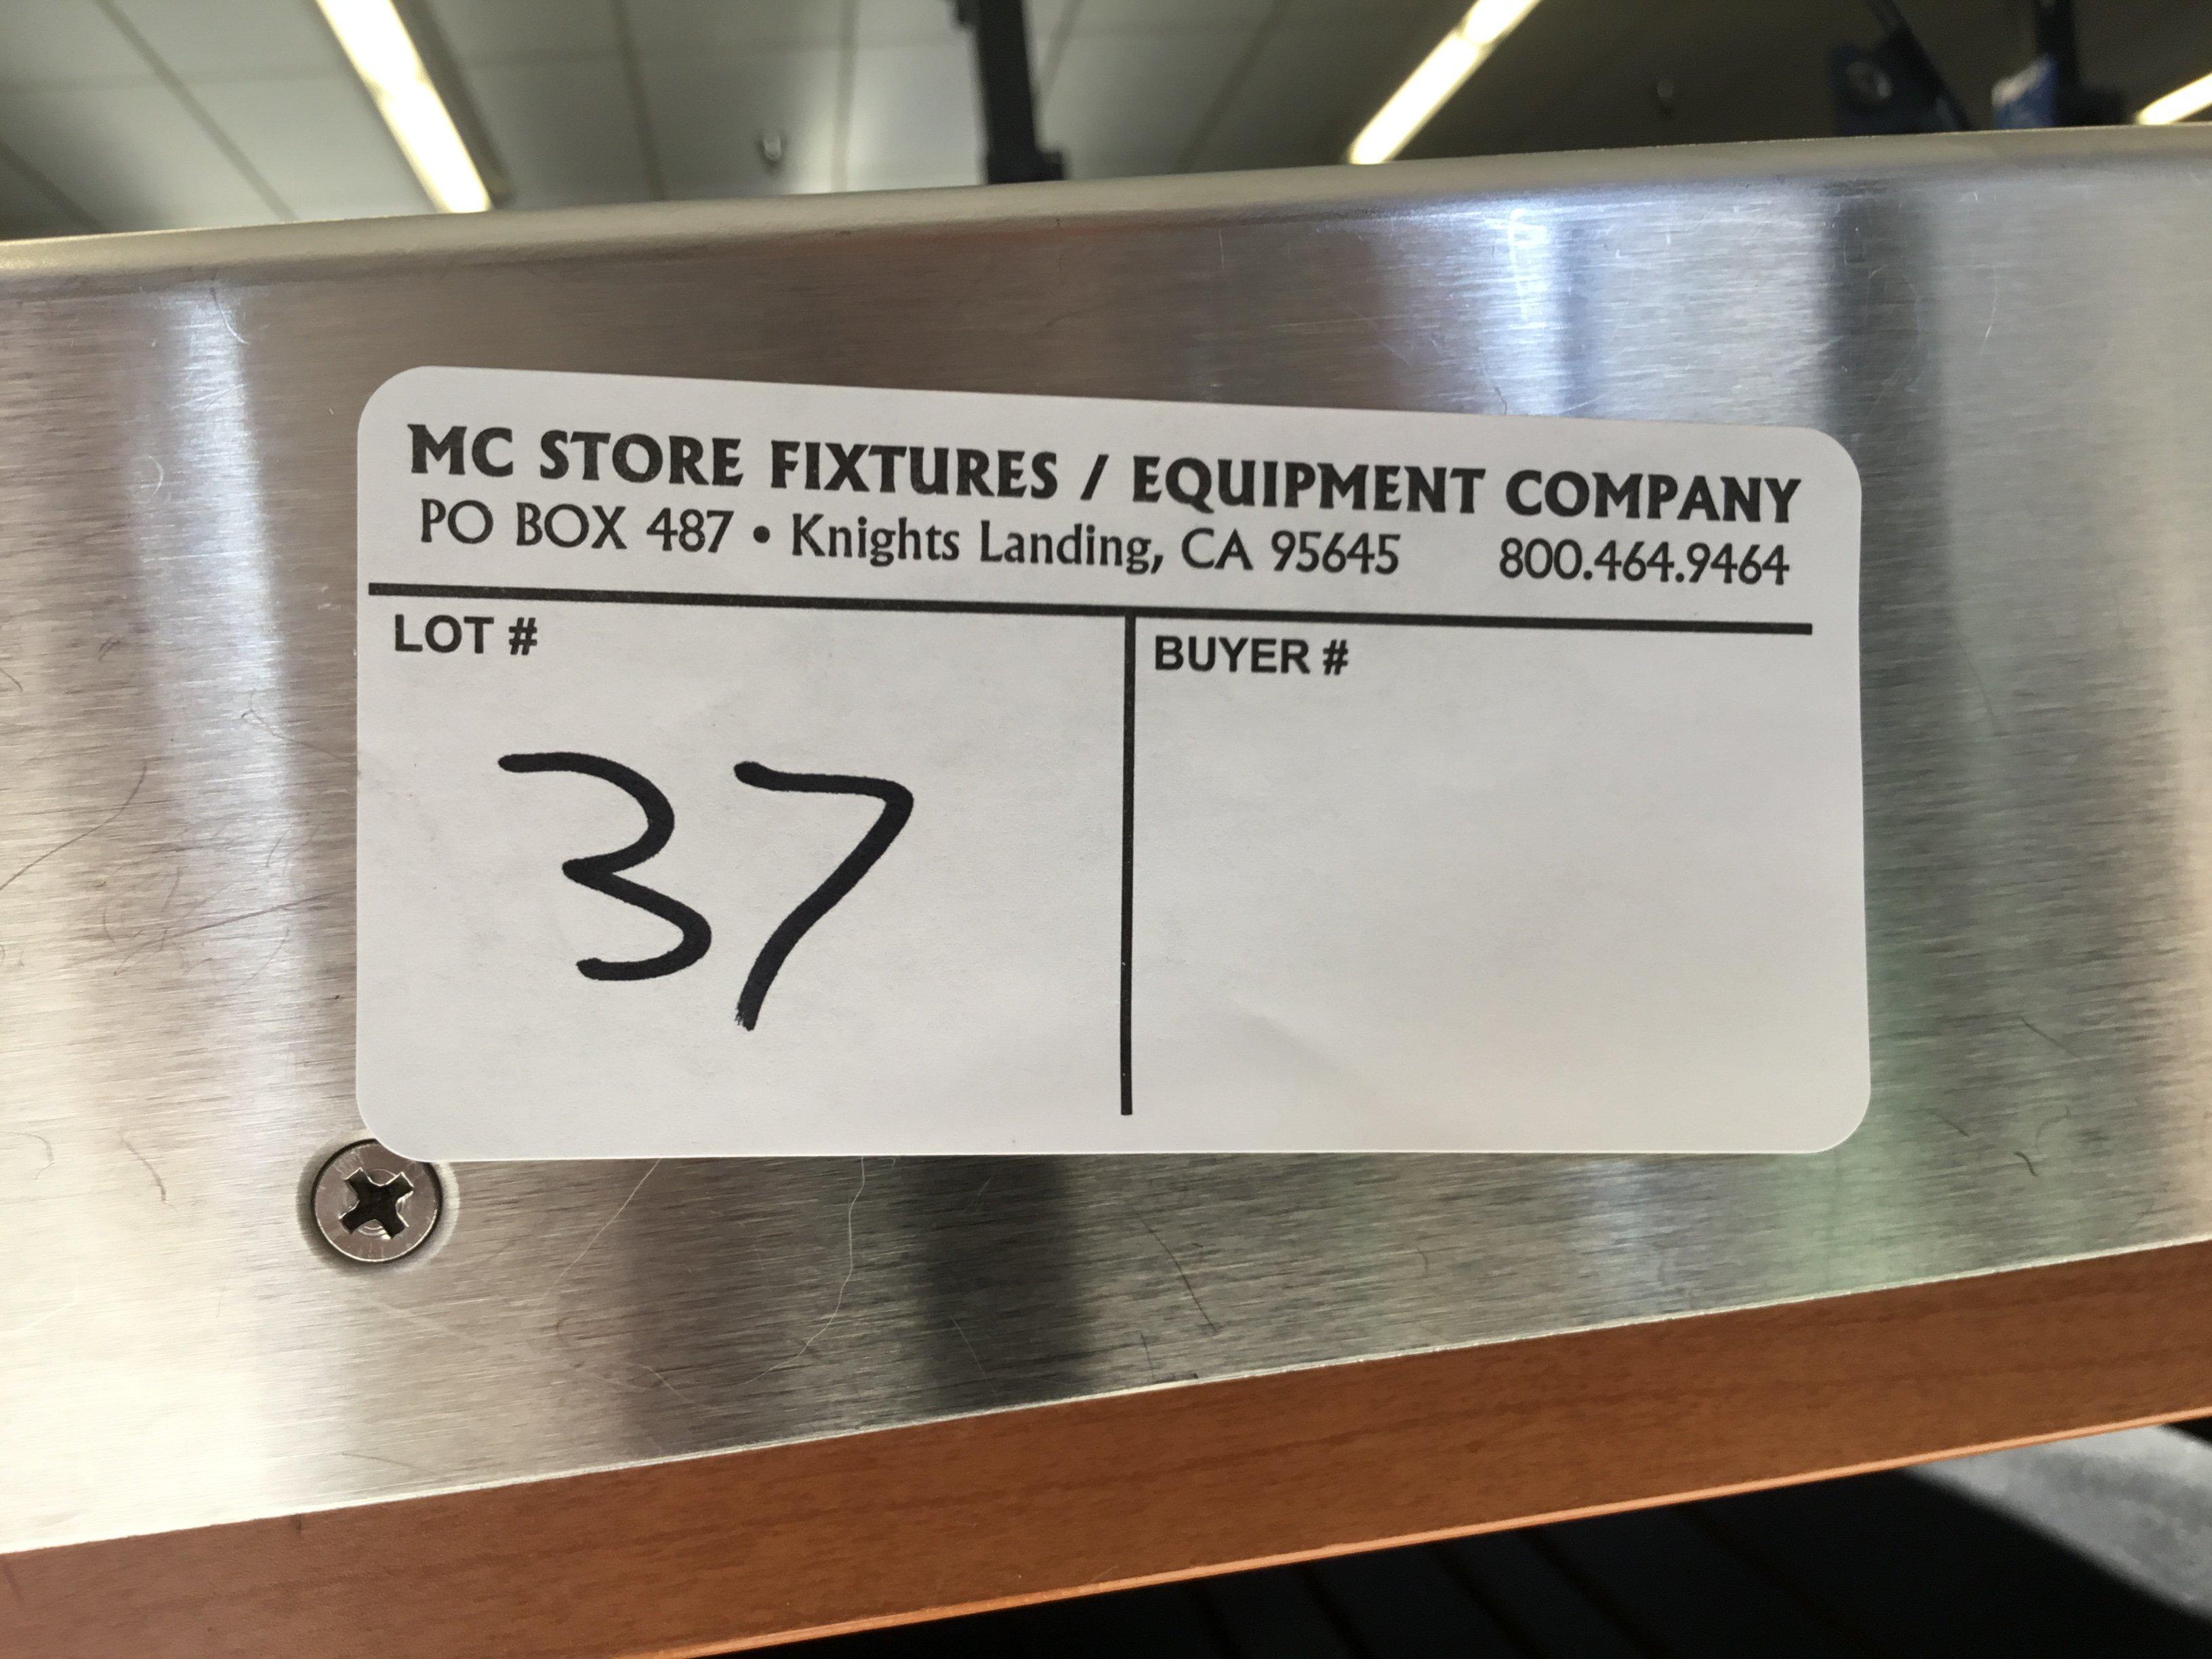 MC STORE FIXTURES / EQUIPMENT COMPANY
PO BOX 487 • Knights Landing, CA 95645 800.464.9464
LOT # BUYER #
37